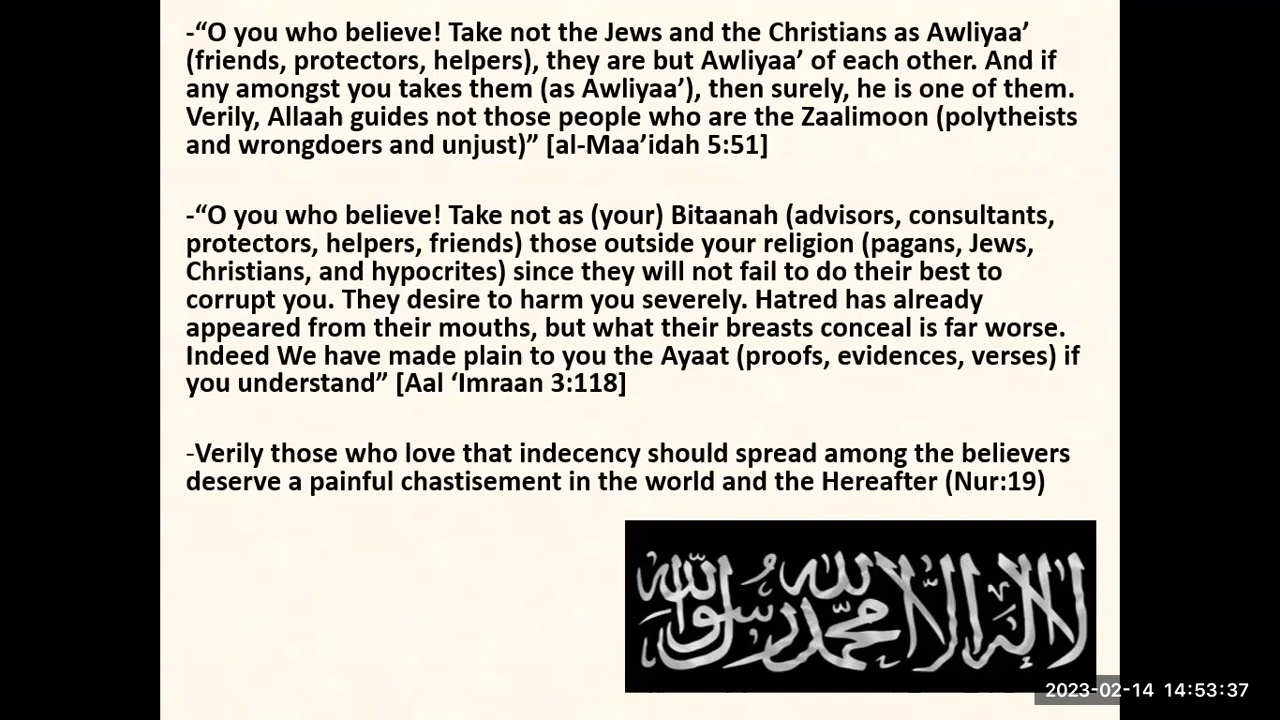 -“O you who believe! Take not the Jews and the Christians as Awliyaa’
(friends, protectors, helpers), they are but Awliyaa’ of each other. And if
any amongst you takes them (as Awliyaa’), then surely, he is one of them.
Verily, Allaah guides not those people who are the Zaalimoon (polytheists
and wrongdoers and unjust)” [al-Maa’idah 5:51]
-“O you who believe! Take not as (your) Bitaanah (advisors, consultants,
protectors, helpers, friends) those outside your religion (pagans, Jews,
Christians, and hypocrites) since they will not fail to do their best to
corrupt you. They desire to harm you severely. Hatred has already
appeared from their mouths, but what their breasts conceal is far worse.
Indeed We have made plain to you the Ayaat (proofs, evidences, verses) if
you understand” [Aal ‘Imraan 3:118]
-Verily those who love that indecency should spread among the believers
deserve a painful chastisement in the world and the Hereafter (Nur:19)
لا إله إلا الله محمد رسول الله
2023-02-14 14:53:37